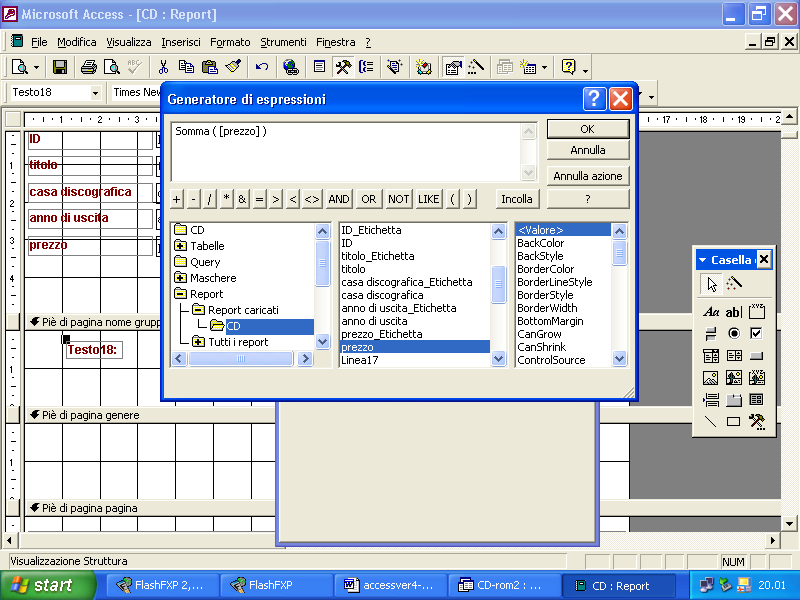 Microsoft Access - [CD : Report]
File Modifica Visualizza Inserisci Formato Strumenti Finestra ?
Testo18 Times New
Generatore di espressioni
Somma ( [prezzo] )
OK
Annulla
Annulla azione
?
+ - / * & = > < <> AND OR NOT LIKE ( ) Incolla
CD
Tabelle
Query
Maschere
Report
Report caricati
CD
Tutti i report
ID_Etichetta
ID
titolo_Etichetta
titolo
casa discografica_Etichetta
casa discografica
anno di uscita_Etichetta
anno di uscita
prezzo_Etichetta
prezzo
Linea17
<Valore>
BackColor
BackStyle
BorderColor
BorderLineStyle
BorderStyle
BorderWidth
BottomMargin
CanGrow
CanShrink
ControlSource
ID
titolo
casa discografica
anno di uscita
prezzo
Piè di pagina nome grupp
Testo18:
Piè di pagina genere
Piè di pagina pagina
Casella
Aa ab|
Visualizzazione Struttura
NUM
start
FlashFXP 2,...
FlashFXP
accessver4-...
CD-rom2 : ...
CD : Report
20.01